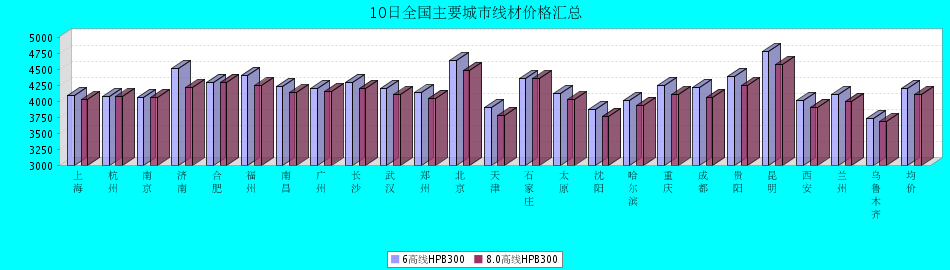 10日全国主要城市线材价格汇总
5000
4750
4500
4250
4000
3750
3500
3250
3000
上海
杭州
南京
济南
合肥
福州
南昌
广州
长沙
武汉
郑州
北京
天津
石家庄
太原
沈阳
哈尔滨
重庆
成都
贵阳
昆明
西安
兰州
乌鲁木齐
均价
6高线HPB300
8.0高线HPB300